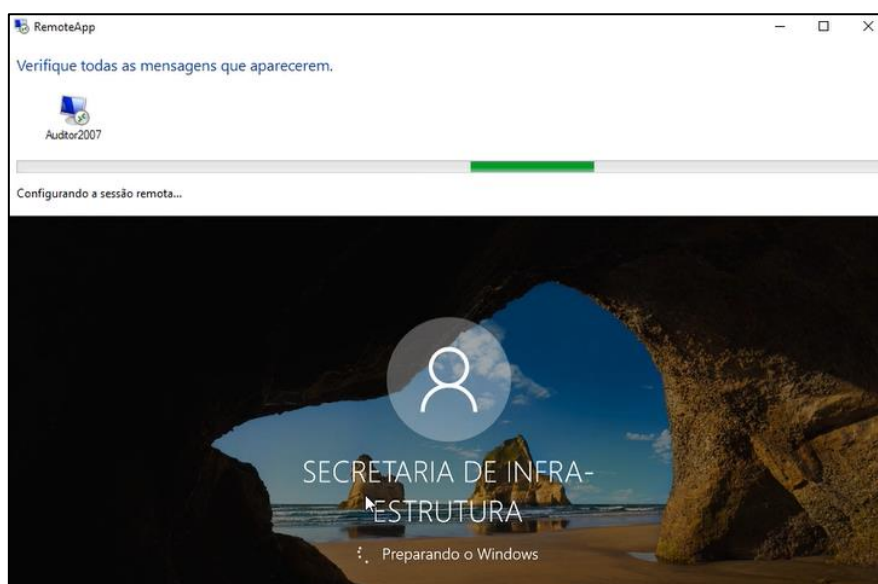 RemoteApp
Verifique todas as mensagens que aparecerem.
Auditor2007
Configurando a sessão remota...
SECRETARIA DE INFRA-
ESTRUTURA
Preparando o Windows